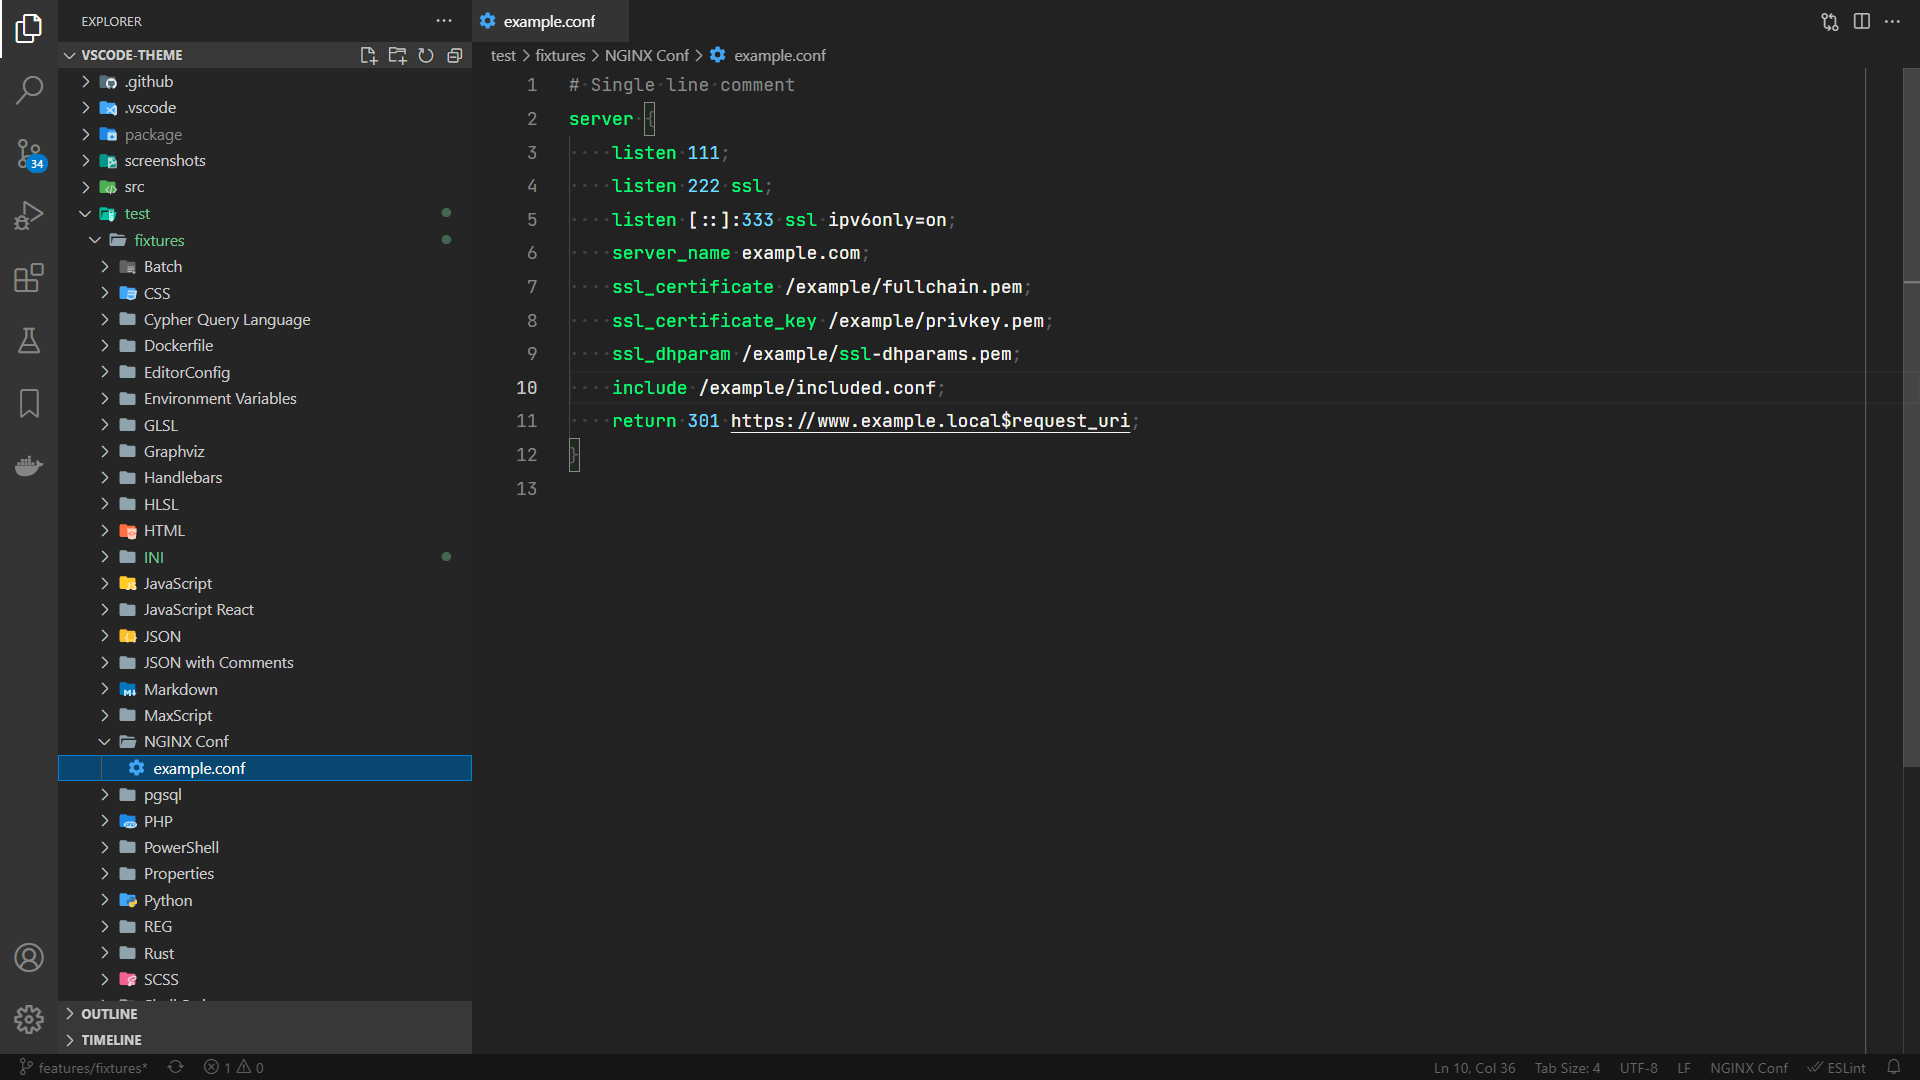 EXPLORER
VSCODE-THEME
.github
.vscode
package
screenshots
src
test
fixtures
Batch
CSS
Cypher Query Language
Dockerfile
EditorConfig
Environment Variables
GLSL
Graphviz
Handlebars
HLSL
HTML
INI
JavaScript
JavaScript React
JSON
JSON with Comments
Markdown
MaxScript
NGINX Conf
example.conf
pgsql
PHP
PowerShell
Properties
Python
REG
Rust
SCSS
OUTLINE
TIMELINE
34
example.conf
test > fixtures > NGINX Conf > example.conf
1 # Single line comment
2 server {
3 listen 111;
4 listen 222 ssl;
5 listen [::]:333 ssl ipv6only=on;
6 server_name example.com;
7 ssl_certificate /example/fullchain.pem;
8 ssl_certificate_key /example/privkey.pem;
9 ssl_dhparam /example/ssl-dhparams.pem;
10 include /example/included.conf;
11 return 301 https://www.example.local$request_uri;
12 }
13
features/fixtures* 1 0 Ln 10, Col 36 Tab Size: 4 UTF-8 LF NGINX Conf ESLint